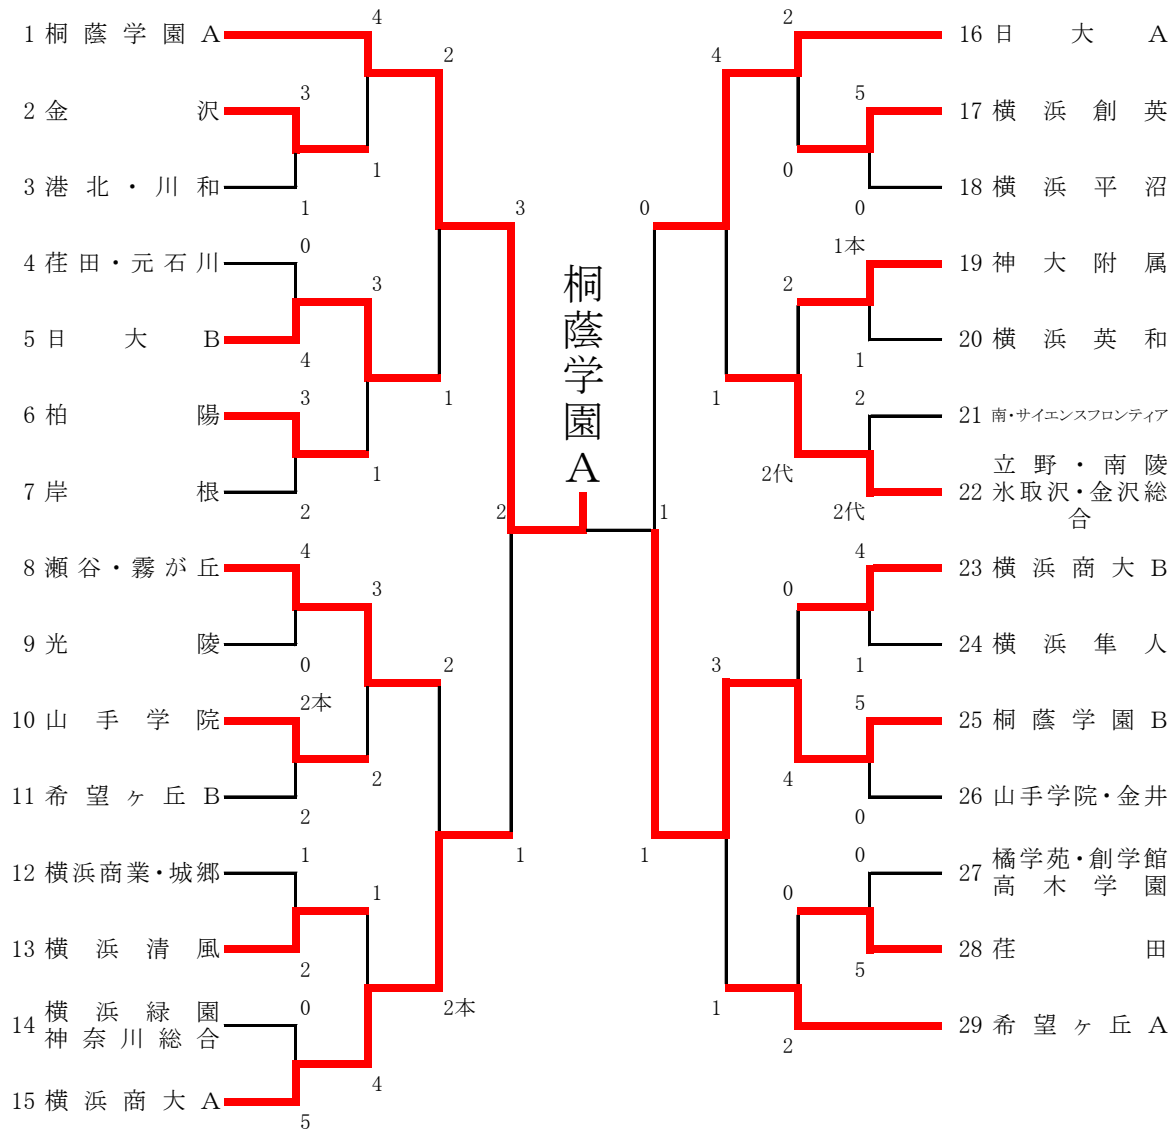 4
1 桐蔭学園A
2
3
2 金沢
3 港北・川和
1
1
3
0
4 荏田・元石川
3
5 日大B
4
1
3
6 柏陽
1
7 岸根
2
2
4
8 瀬谷・霧が丘
3
9 光陵
0
2
2本
10 山手学院
2
11 希望ヶ丘B
2
1
1
12 横浜商業・城郷
1
13 横浜清風
2
2本
0
14 横浜緑園
神奈川総合
4
15 横浜商大A
5
桐蔭学園A
2
16 日大A
4
5
17 横浜創英
0
18 横浜平沼
0
0
1本
19 神大附属
2
20 横浜英和
1
1
2
21 南・サイエンスフロンティア
2代
22 立野・南陵
氷取沢・金沢総
合
2代
1
4
23 横浜商大B
0
24 横浜隼人
1
3
5
25 桐蔭学園B
4
26 山手学院・金井
0
1
0
27 橘学苑・創学館
高木学園
0
28 荏田
5
1
29 希望ヶ丘A
2